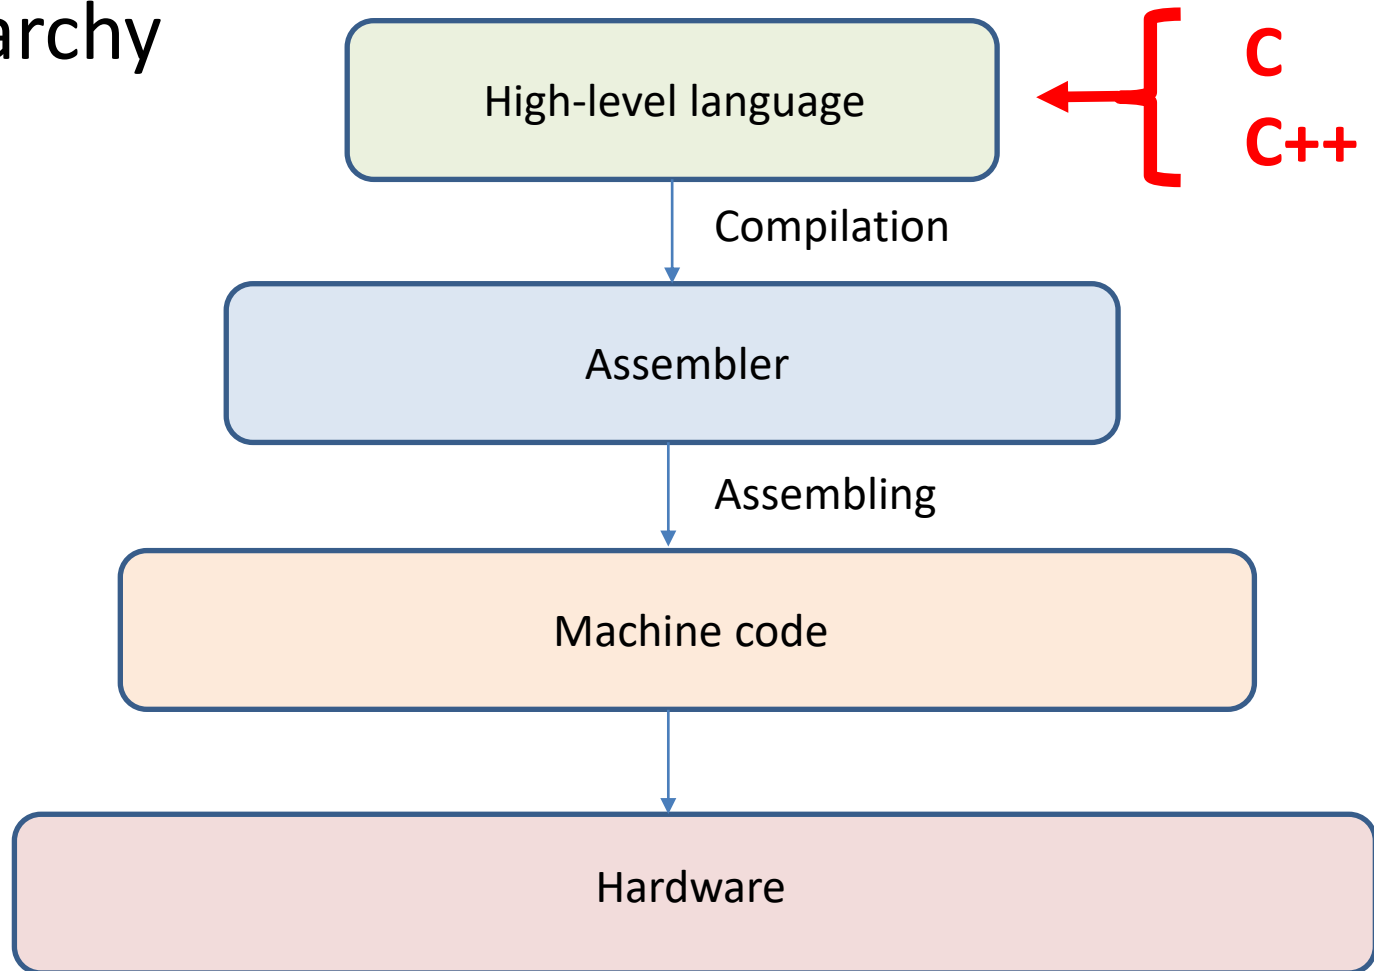 archy
High-level language
C
C++
Compilation
Assembler
Assembling
Machine code
Hardware